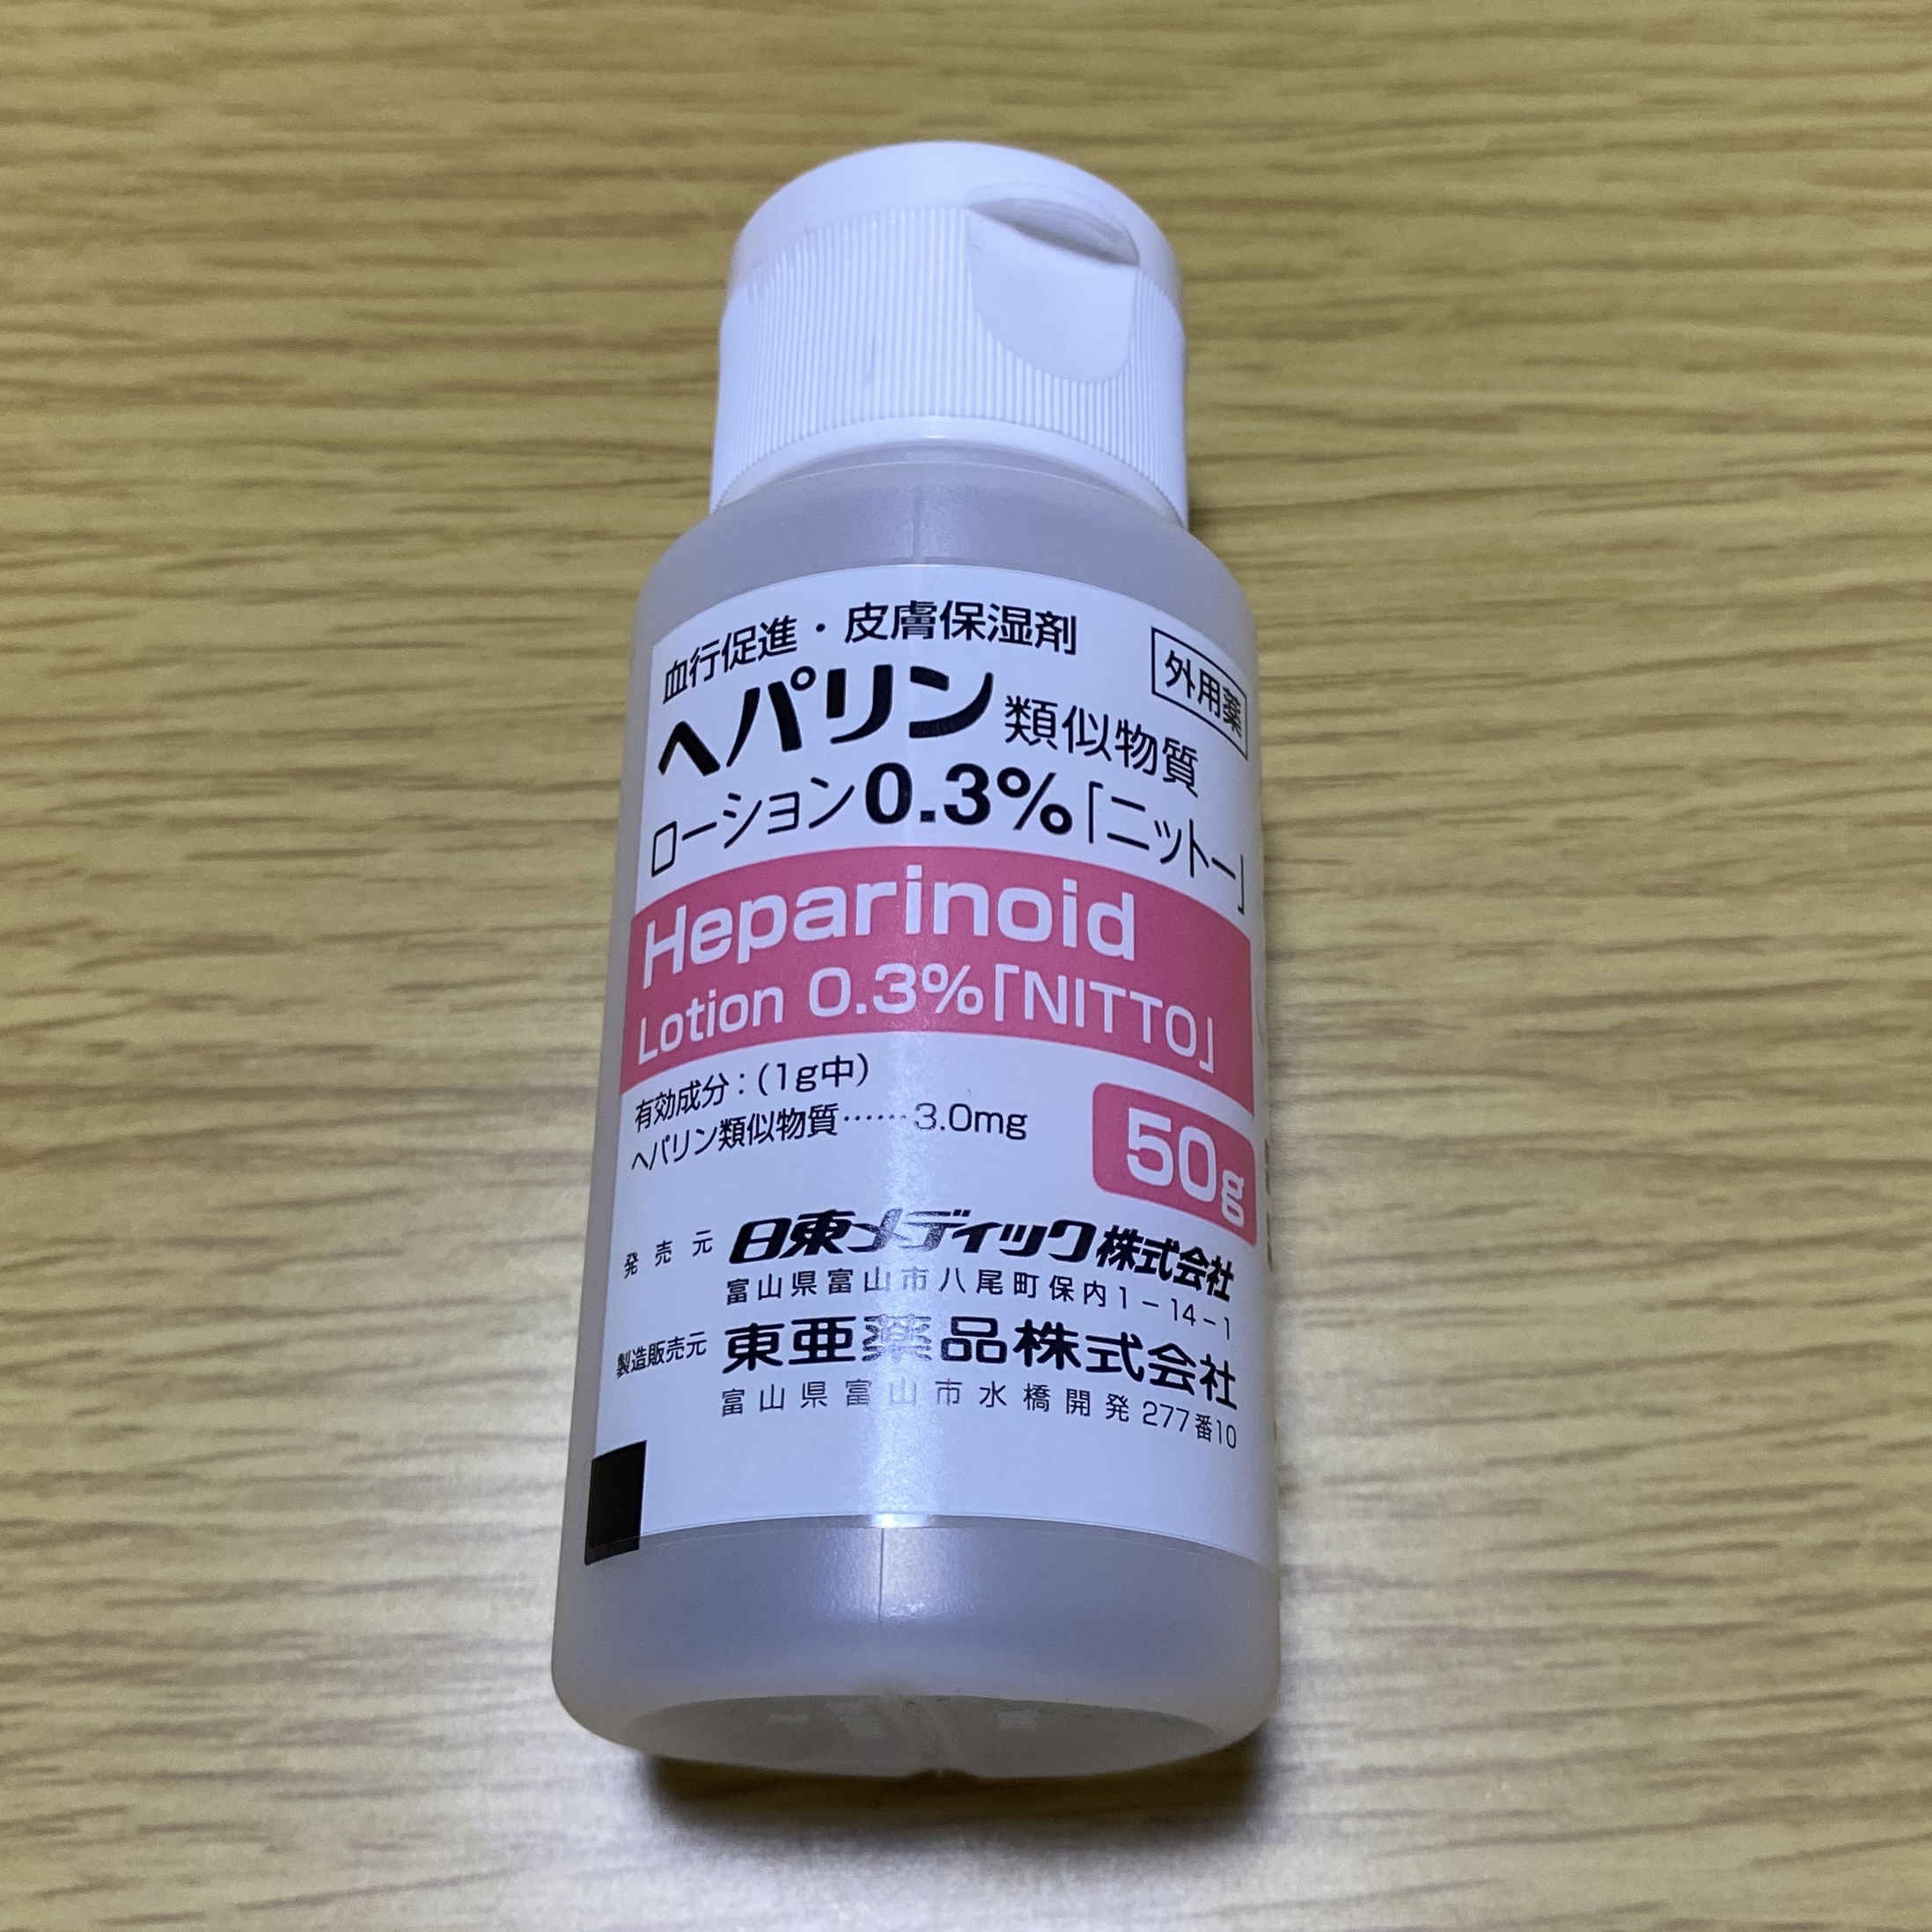 血行促進・皮膚保湿剤
外用薬
ヘパリン類似物質
ローション0.3%「ニットー」
Heparinoid
Lotion 0.3%「NITTO」
有効成分：(1g中)
ヘパリン類似物質……3.0mg
50g
発売元 日東メディック株式会社
富山県富山市八尾町保内1－14－1
製造販売元 東亜薬品株式会社
富山県富山市水橋開発277番10